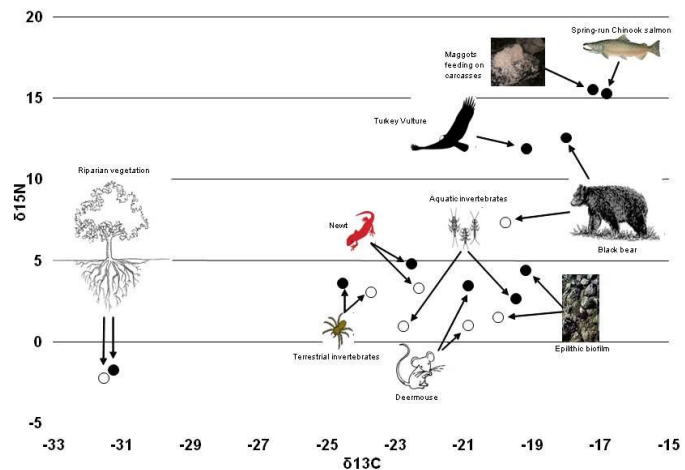 20
Spring-run Chinook salmon
Maggots
feeding on
carcasses
15
Turkey Vulture
δ15N
10
Riparian vegetation
Aquatic invertebrates
Newt
Black bear
5
Terrestrial invertebrates
Epilithic biofilm
0
Deermouse
-5
-33 -31 -29 -27 -25 -23 -21 -19 -17 -15
δ13C